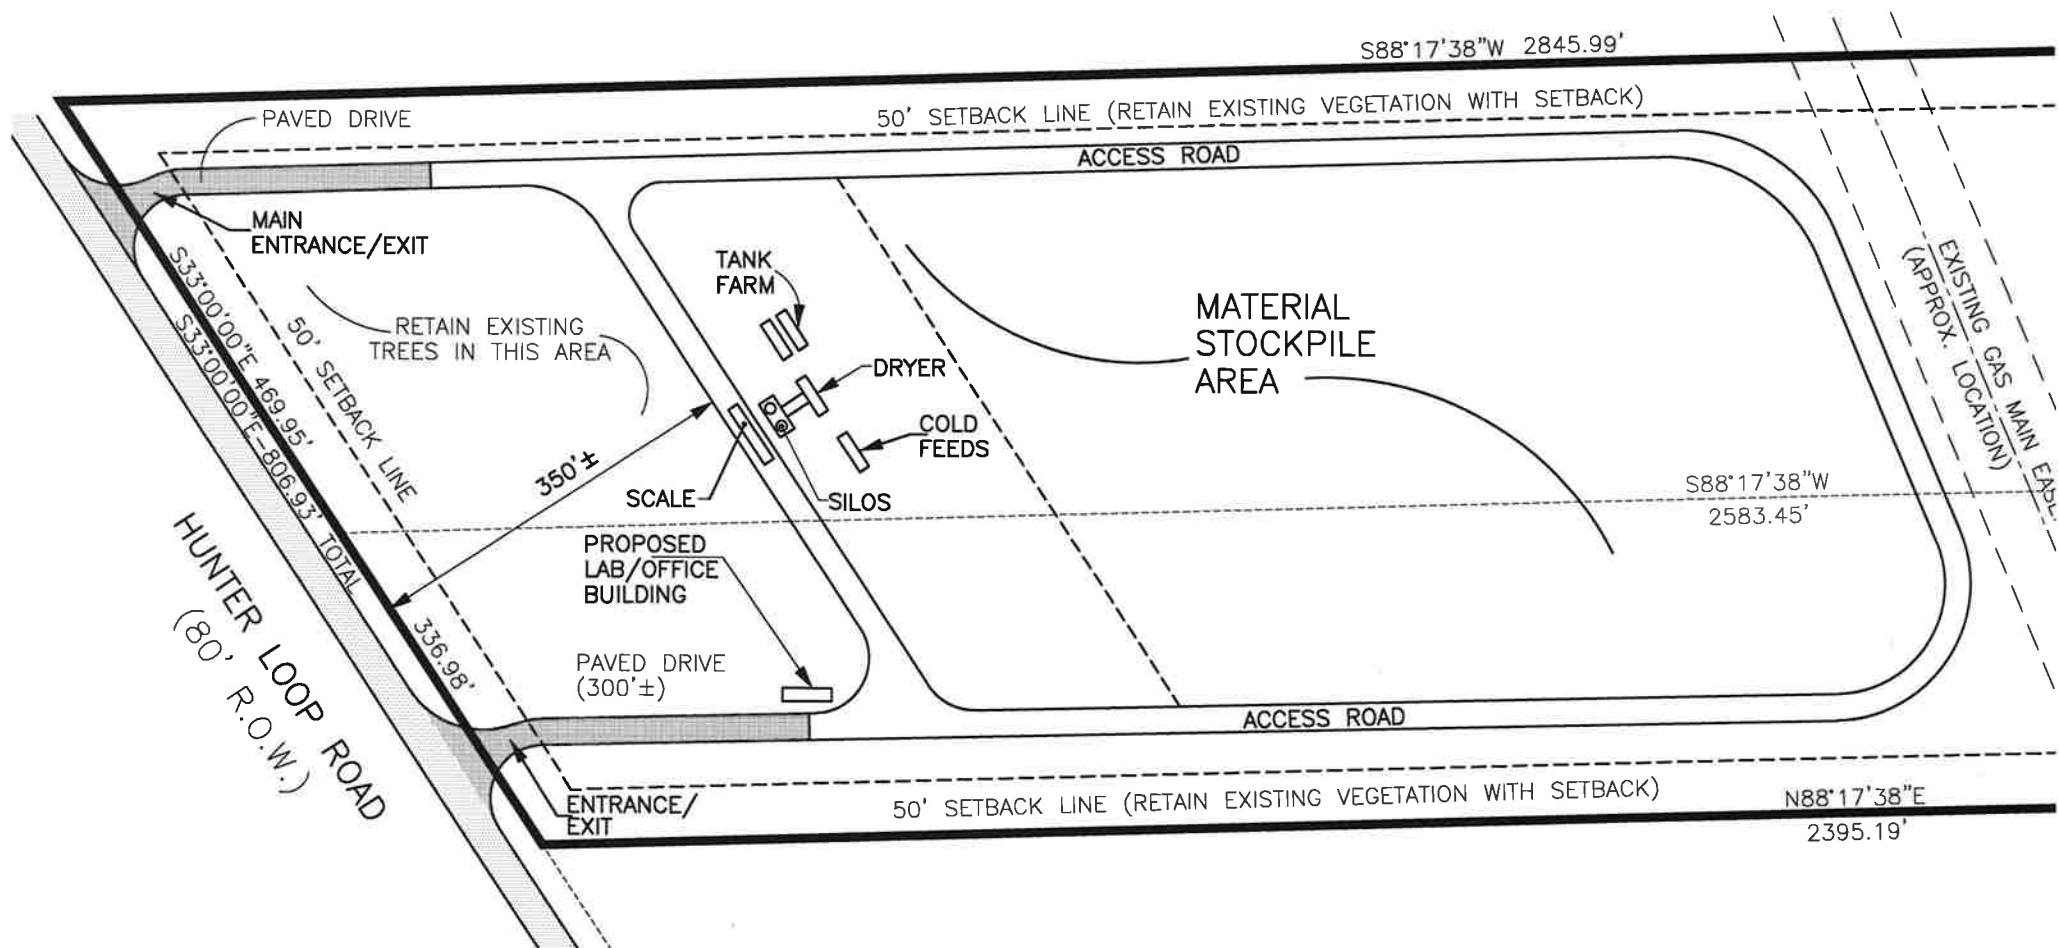 S88°17'38"W 2845.99'
50' SETBACK LINE (RETAIN EXISTING VEGETATION WITH SETBACK)
PAVED DRIVE
ACCESS ROAD
MAIN
ENTRANCE/EXIT
TANK
FARM
RETAIN EXISTING
TREES IN THIS AREA
MATERIAL
STOCKPILE
AREA
EXISTING GAS MAIN
(APPROX. LOCATION)
S33°00'00"E 469.95'
S33°00'00"E-806.93' TOTAL
50' SETBACK LINE
DRYER
COLD
FEEDS
350'±
SCALE
SILOS
S88°17'38"W
2583.45'
PROPOSED
LAB/OFFICE
BUILDING
HUNTER LOOP ROAD
(80' R.O.W.)
336.98'
PAVED DRIVE
(300'±)
ACCESS ROAD
ENTRANCE/
EXIT
50' SETBACK LINE (RETAIN EXISTING VEGETATION WITH SETBACK)
N88°17'38"E
2395.19'